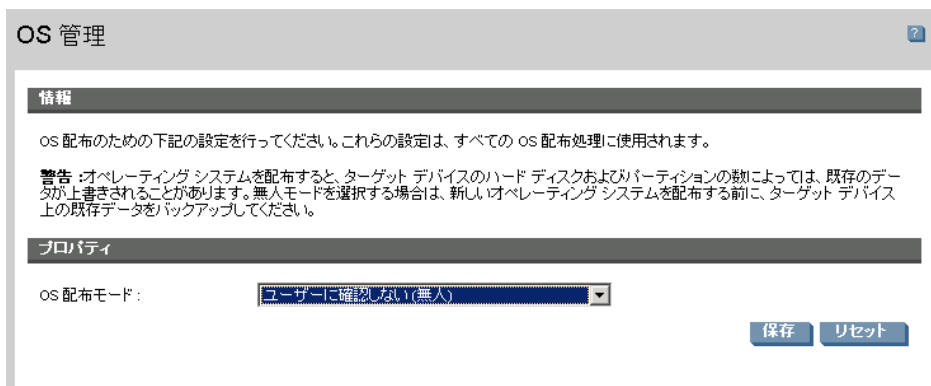 OS 管理
?
情報
OS 配布のための下記の設定を行ってください。これらの設定は、すべての OS 配布処理に使用されます。
警告 :オペレーティング システムを配布すると、ターゲット デバイスのハード ディスクおよびパーティションの数によっては、既存のデー
タが上書きされることがあります。無人モードを選択する場合は、新しいオペレーティング システムを配布する前に、ターゲット デバイス
上の既存データをバックアップしてください。
プロパティ
OS 配布モード :
ユーザーに確認しない(無人)
保存
リセット